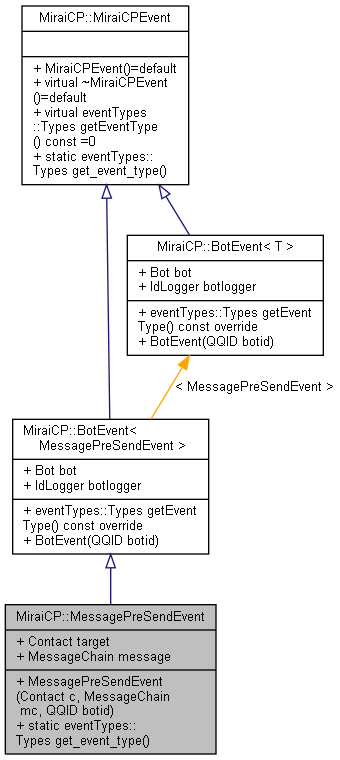 MiraiCP::MiraiCPEvent
+ MiraiCPEvent()=default
+ virtual ~MiraiCPEvent
()=default
+ virtual eventTypes
::Types getEventType
() const =0
+ static eventTypes::
Types get_event_type()
MiraiCP::BotEvent< T >
+ Bot bot
+ IdLogger botlogger
+ eventTypes::Types getEvent
Type() const override
+ BotEvent(QQID botid)
< MessagePreSendEvent >
MiraiCP::BotEvent<
MessagePreSendEvent >
+ Bot bot
+ IdLogger botlogger
+ eventTypes::Types getEvent
Type() const override
+ BotEvent(QQID botid)
MiraiCP::MessagePreSendEvent
+ Contact target
+ MessageChain message
+ MessagePreSendEvent
(Contact c, MessageChain
mc, QQID botid)
+ static eventTypes::
Types get_event_type()